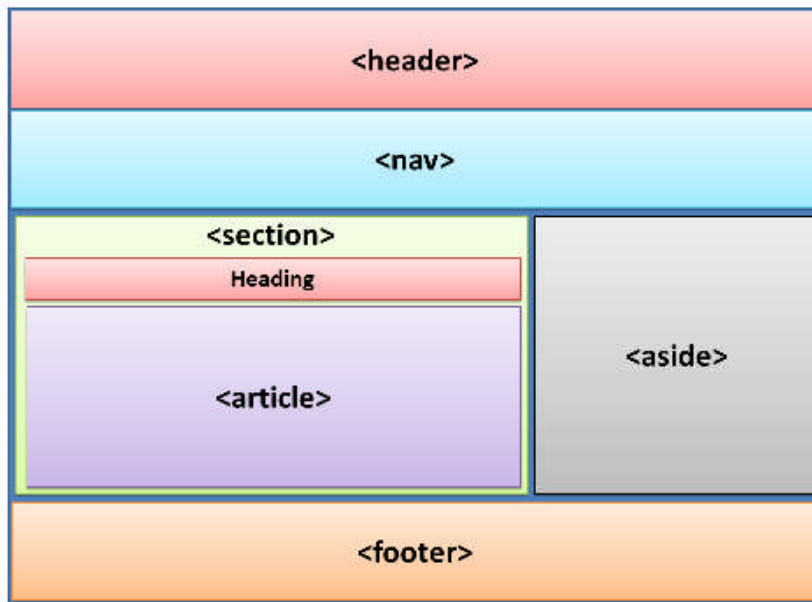 <header>
<nav>
<section>
Heading
<article>
<aside>
<footer>